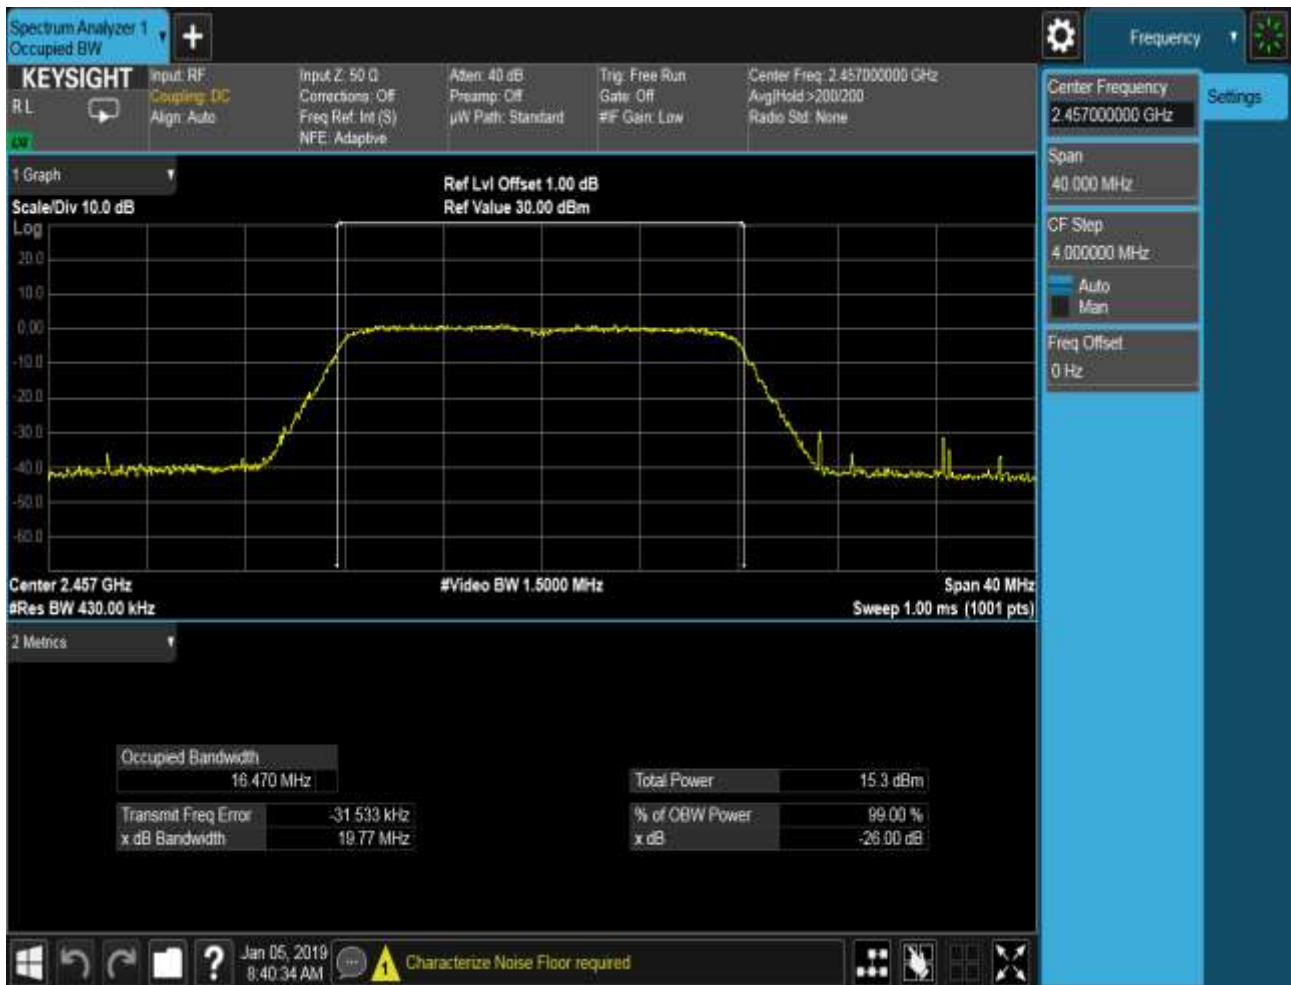 Spectrum Analyzer 1
Occupied BW
Frequency
KEYSIGHT
R L
Input: RF
Coupling: DC
Align: Auto
Input Z: 50 Ω
Corrections: Off
Freq Ref: Int (S)
NFE: Adaptive
Atten: 40 dB
Preamp: Off
µW Path: Standard
Trig: Free Run
Gate: Off
#IF Gain: Low
Center Freq: 2.457000000 GHz
Avg|Hold >200/200
Radio Std: None
Center Frequency
2.457000000 GHz
Settings
Span
40.000 MHz
CF Step
4.000000 MHz
Auto
Man
Freq Offset
0 Hz
1 Graph
Scale/Div 10.0 dB
Ref Lvl Offset 1.00 dB
Ref Value 30.00 dBm
Log
20.0
10.0
0.00
-10.0
-20.0
-30.0
-40.0
-50.0
-60.0
Center 2.457 GHz
#Video BW 1.5000 MHz
Span 40 MHz
#Res BW 430.00 kHz
Sweep 1.00 ms (1001 pts)
2 Metrics
Occupied Bandwidth
16.470 MHz
Total Power 15.3 dBm
Transmit Freq Error -31.533 kHz
% of OBW Power 99.00 %
x dB Bandwidth 19.77 MHz
x dB -26.00 dB
Jan 05, 2019
8:40:34 AM
?
1
Characterize Noise Floor required